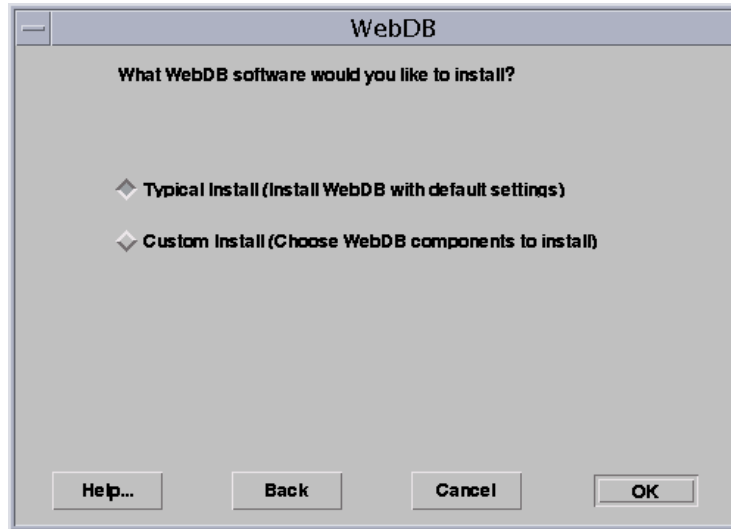 WebDB
What WebDB software would you like to install?
Typical Install (Install WebDB with default settings)
Custom Install (Choose WebDB components to install)
Help... Back Cancel OK